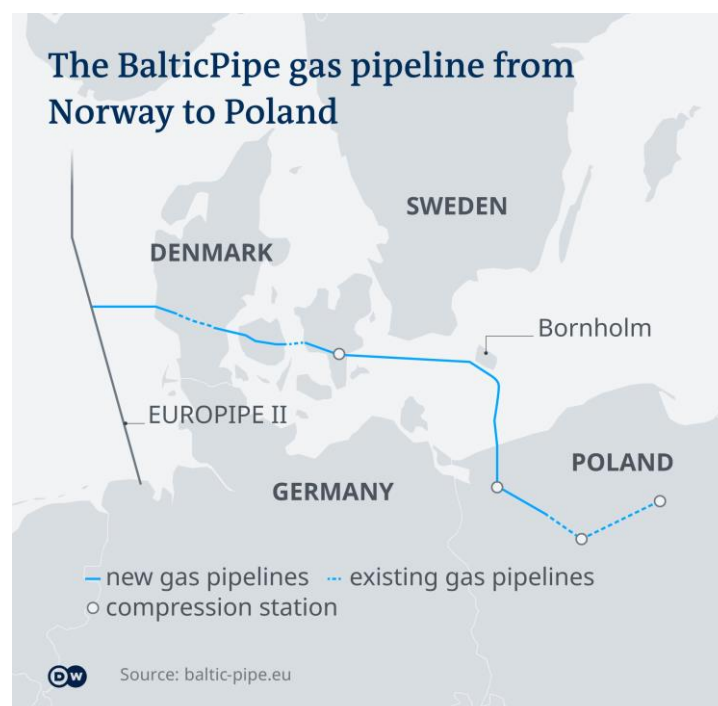 The BalticPipe gas pipeline from
Norway to Poland
SWEDEN
DENMARK
Bornholm
EUROPIPE II
POLAND
GERMANY
new gas pipelines
existing gas pipelines
compression station
DW
Source: baltic-pipe.eu